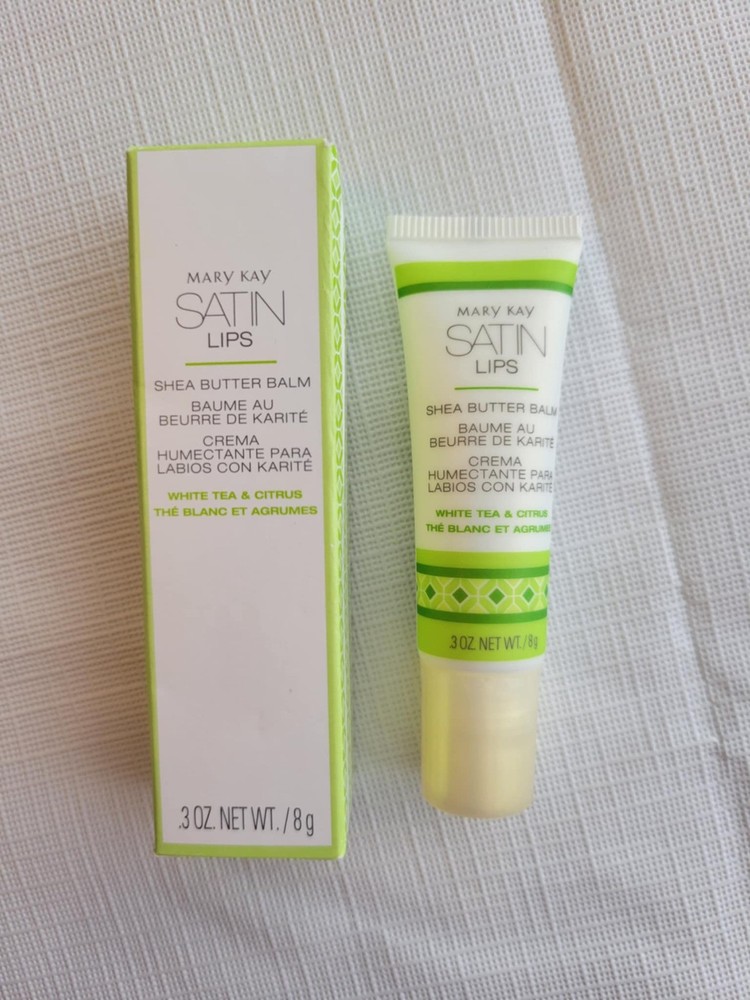 MARY KAY
SATIN
LIPS
SHEA BUTTER BALM
BAUME AU
BEURRE DE KARITÉ
CREMA
HUMECTANTE PARA
LABIOS CON KARITÉ
WHITE TEA & CITRUS
THÉ BLANC ET AGRUMES
.3 OZ. NET WT. / 8 g
MARY KAY
SATIN
LIPS
SHEA BUTTER BALM
BAUME AU
BEURRE DE KARITÉ
CREMA
HUMECTANTE PARA
LABIOS CON KARITÉ
WHITE TEA & CITRUS
THÉ BLANC ET AGRUMES
.3 OZ. NET WT. / 8 g